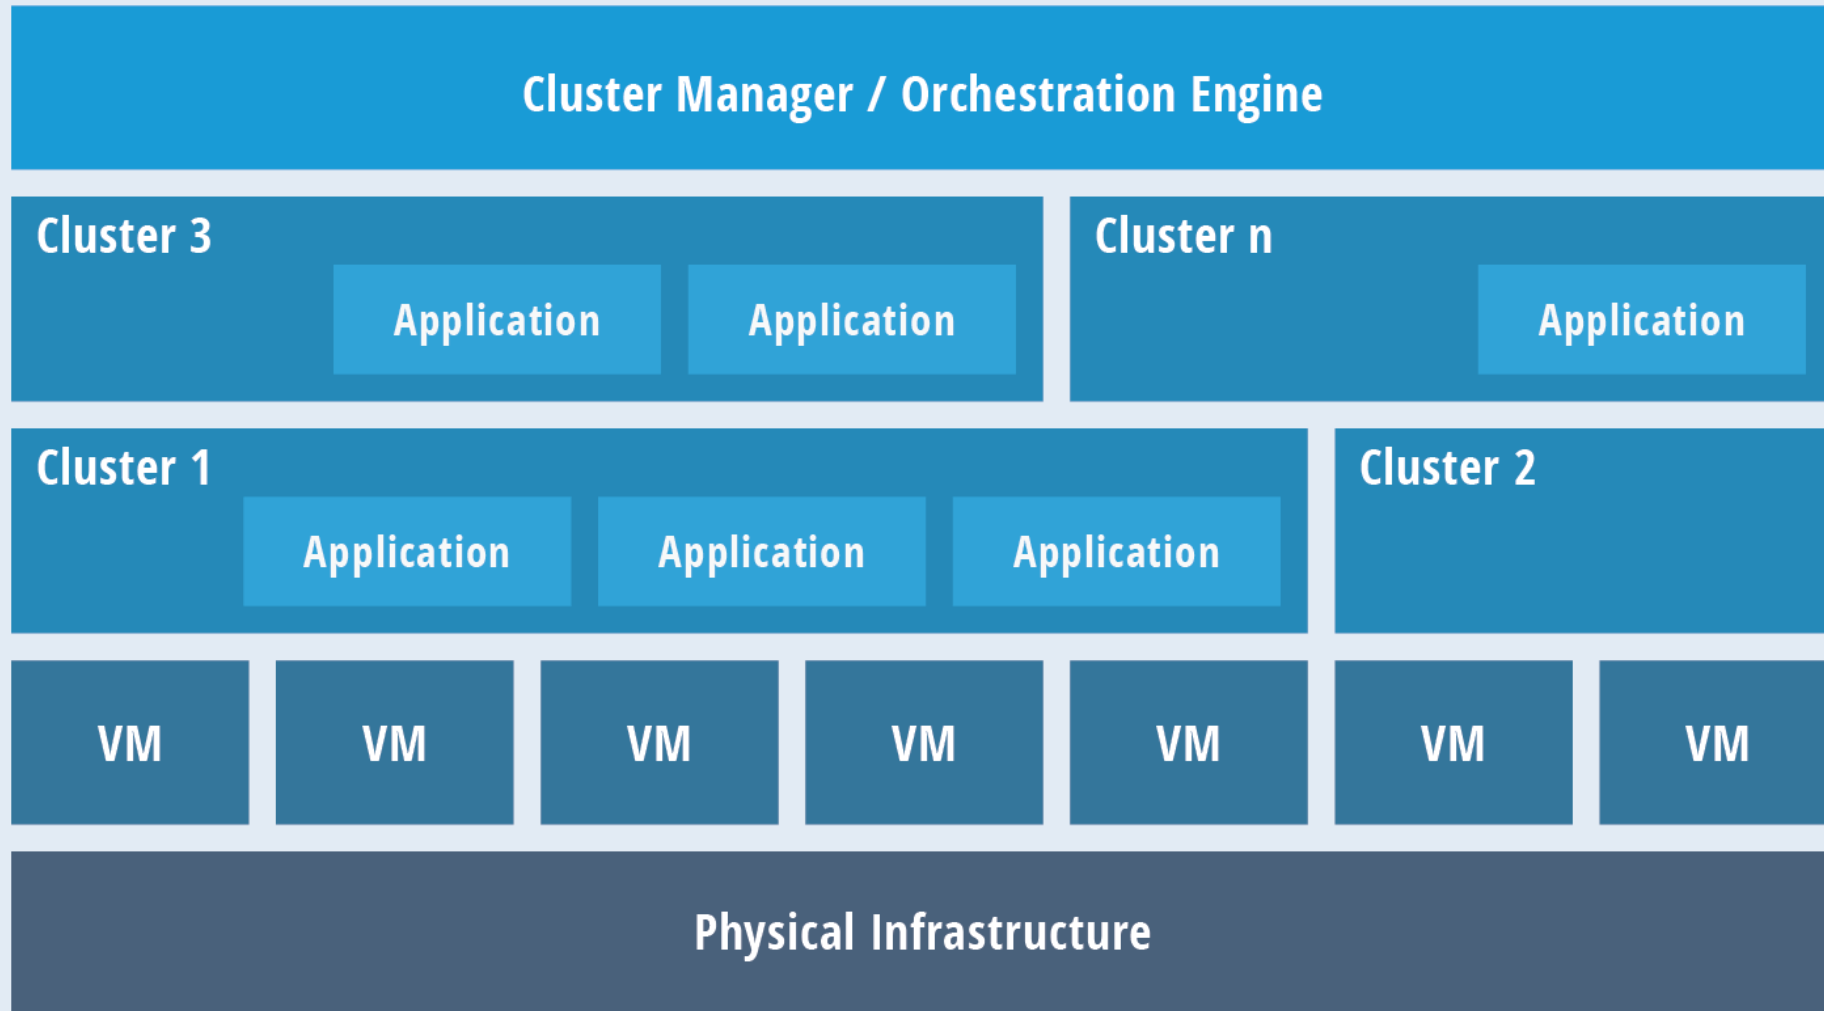 Cluster Manager / Orchestration Engine
Cluster 3
Application
Application
Cluster n
Application
Cluster 1
Application
Application
Application
Cluster 2
VM
VM
VM
VM
VM
VM
VM
Physical Infrastructure